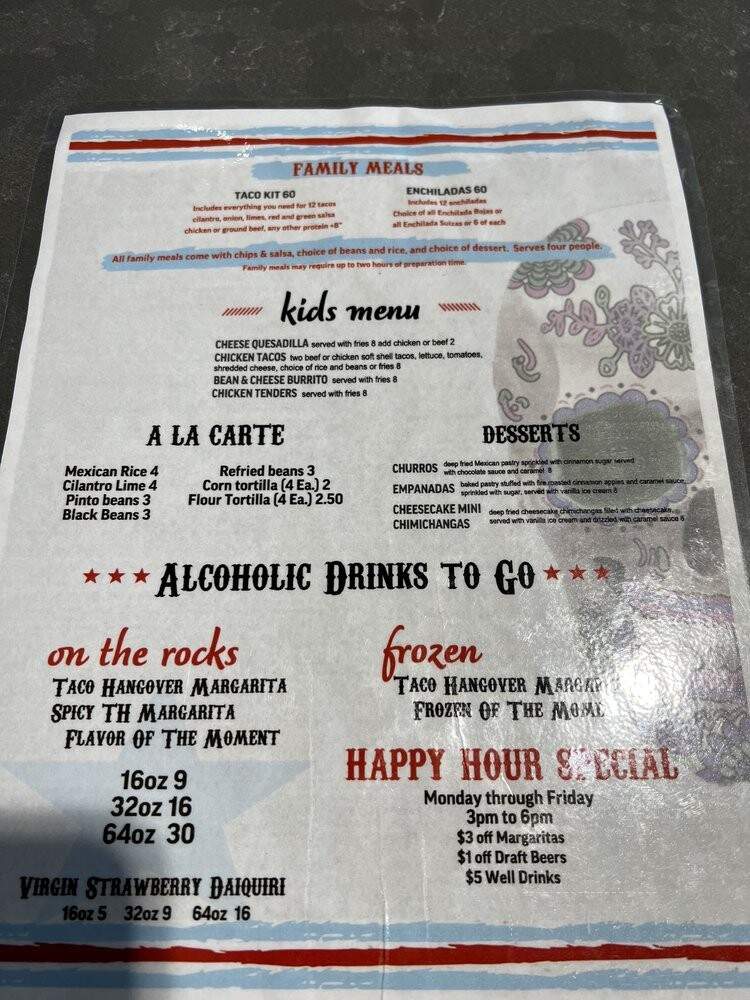 FAMILY MEALS
TACO KIT 60
Includes everything you need for 12 tacos
cilantro, onion, limes, red and green salsa
chicken or ground beef, any other protein +8"
ENCHILADAS 60
Includes 12 enchiladas
Choice of all Enchilada Rojas or
all Enchilada Suizas or 6 of each
All family meals come with chips & salsa, choice of beans and rice, and choice of dessert. Serves four people.
Family meals may require up to two hours of preparation time.
kids menu
CHEESE QUESADILLA served with fries 8 add chicken or beef 2
CHICKEN TACOS two beef or chicken soft shell tacos, lettuce, tomatoes,
shredded cheese, choice of rice and beans or fries 8
BEAN & CHEESE BURRITO served with fries 8
CHICKEN TENDERS served with fries 8
A LA CARTE
Mexican Rice 4
Cilantro Lime 4
Pinto beans 3
Black Beans 3
Refried beans 3
Corn tortilla (4 Ea.) 2
Flour Tortilla (4 Ea.) 2.50
DESSERTS
CHURROS deep fried Mexican pastry sprinkled with cinnamon sugar served
with chocolate sauce and caramel 8
EMPANADAS baked pastry stuffed with fire roasted cinnamon apples and caramel sauce,
sprinkled with sugar, served with vanilla ice cream 8
CHEESECAKE MINI deep fried cheesecake chimichangas filled with cheesecake,
CHIMICHANGAS served with vanilla ice cream and drizzled with caramel sauce 8
ALCOHOLIC DRINKS TO GO
on the rocks
TACO HANGOVER MARGARITA
SPICY TH MARGARITA
FLAVOR OF THE MOMENT
16oz 9
32oz 16
64oz 30
VIRGIN STRAWBERRY DAIQUIRI
16oz 5 32oz 9 64oz 16
frozen
TACO HANGOVER
FROZEN OF THE
HAPPY HOUR SPECIAL
Monday through Friday
3pm to 6pm
$3 off Margaritas
$1 off Draft Beers
$5 Well Drinks